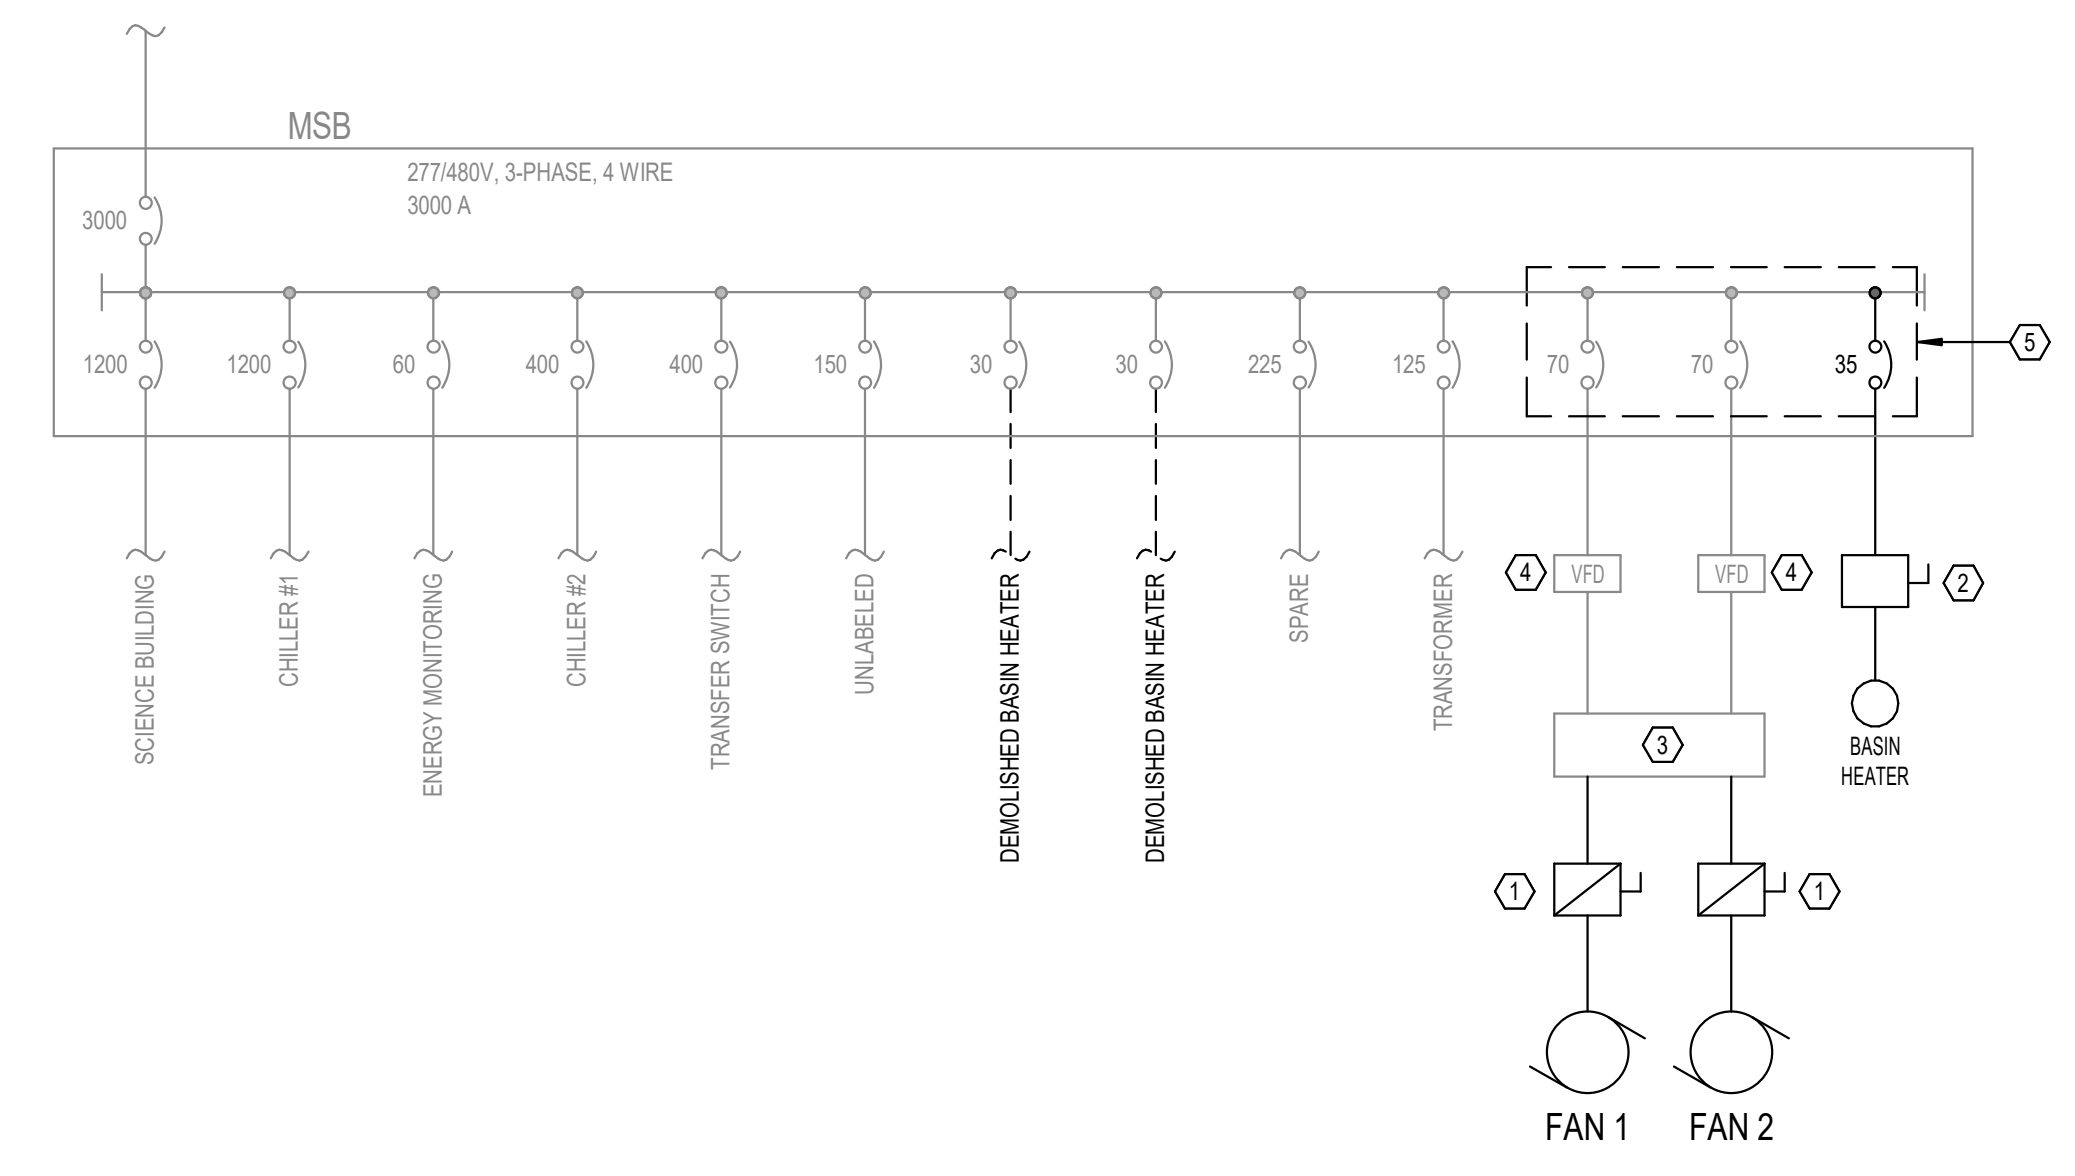 MSB
277/480V, 3-PHASE, 4 WIRE
3000 A
3000
1200
1200
60
400
400
150
30
30
225
125
70
70
35
5
SCIENCE BUILDING
CHILLER #1
ENERGY MONITORING
CHILLER #2
TRANSFER SWITCH
UNLABELED
DEMOLISHED BASIN HEATER
DEMOLISHED BASIN HEATER
SPARE
TRANSFORMER
4
VFD
VFD
4
2
3
BASIN
HEATER
1
1
FAN 1
FAN 2